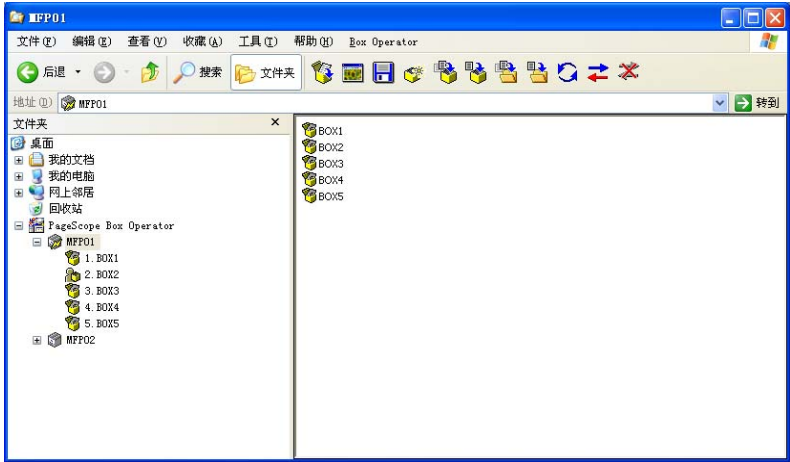 MFP01
文件(F) 编辑(E) 查看(V) 收藏(A) 工具(T) 帮助(H) Box Operator
后退 搜索 文件夹
地址(D) MFP01 转到
文件夹
桌面
我的文档
我的电脑
网上邻居
回收站
PageScope Box Operator
MFP01
1. BOX1
2. BOX2
3. BOX3
4. BOX4
5. BOX5
MFP02
BOX1
BOX2
BOX3
BOX4
BOX5